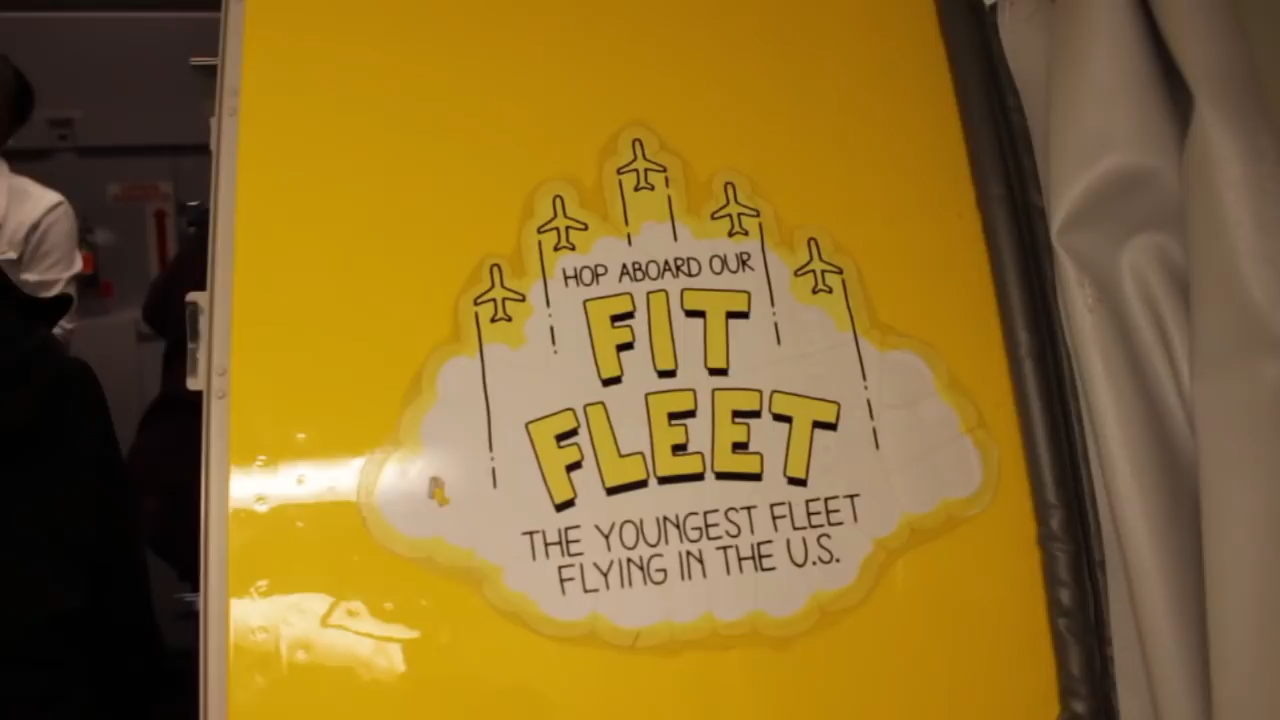 HOP ABOARD OUR
FIT
FLEET
THE YOUNGEST FLEET
FLYING IN THE U.S.